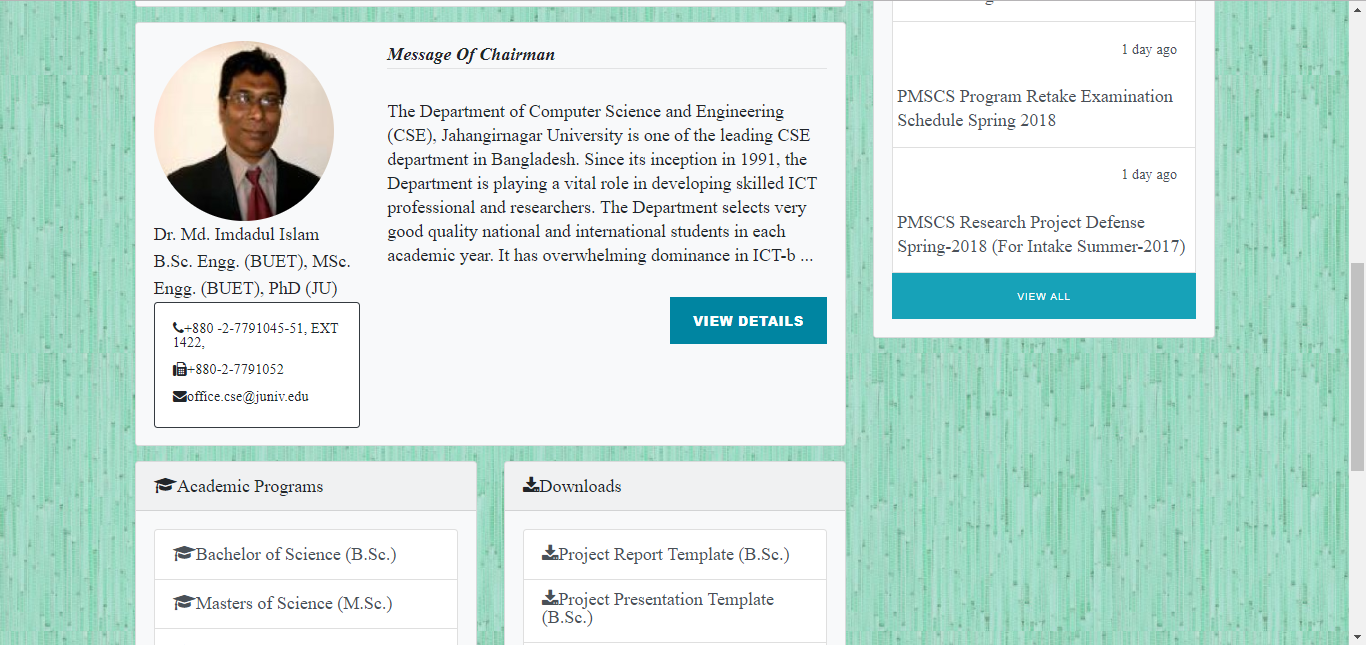 Message Of Chairman
The Department of Computer Science and Engineering
(CSE), Jahangirnagar University is one of the leading CSE
department in Bangladesh. Since its inception in 1991, the
Department is playing a vital role in developing skilled ICT
professional and researchers. The Department selects very
good quality national and international students in each
academic year. It has overwhelming dominance in ICT-b ...
VIEW DETAILS
Dr. Md. Imdadul Islam
B.Sc. Engg. (BUET), MSc.
Engg. (BUET), PhD (JU)
+880 -2-7791045-51, EXT
1422,
+880-2-7791052
office.cse@juniv.edu
1 day ago
PMSCS Program Retake Examination
Schedule Spring 2018
1 day ago
PMSCS Research Project Defense
Spring-2018 (For Intake Summer-2017)
VIEW ALL
Academic Programs
Bachelor of Science (B.Sc.)
Masters of Science (M.Sc.)
Downloads
Project Report Template (B.Sc.)
Project Presentation Template
(B.Sc.)